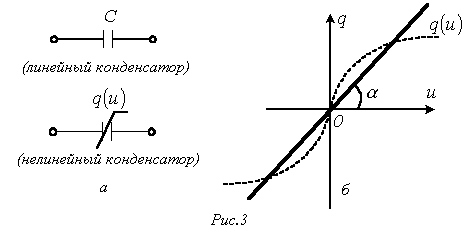 C
(линейный конденсатор)
q(u)
(нелинейный конденсатор)
а
q
q(u)
α
u
O
б
Рис.3